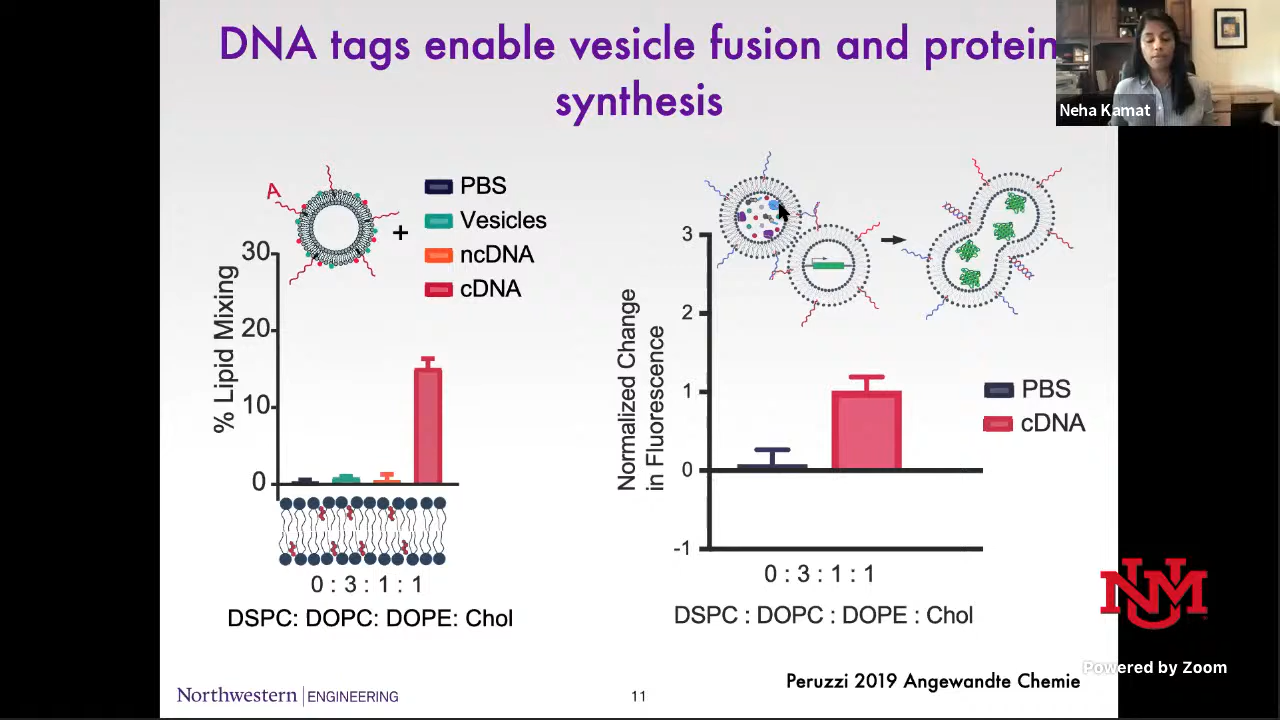 DNA tags enable vesicle fusion and protein
synthesis
Neha Kamat
A
+
PBS
Vesicles
ncDNA
cDNA
% Lipid Mixing
30
20
10
0
0 : 3 : 1 : 1
DSPC: DOPC: DOPE: Chol
Normalized Change
in Fluorescence
3
2
1
0
-1
PBS
cDNA
0 : 3 : 1 : 1
DSPC : DOPC : DOPE : Chol
UNM
Powered by Zoom
Peruzzi 2019 Angewandte Chemie
Northwestern | ENGINEERING
11